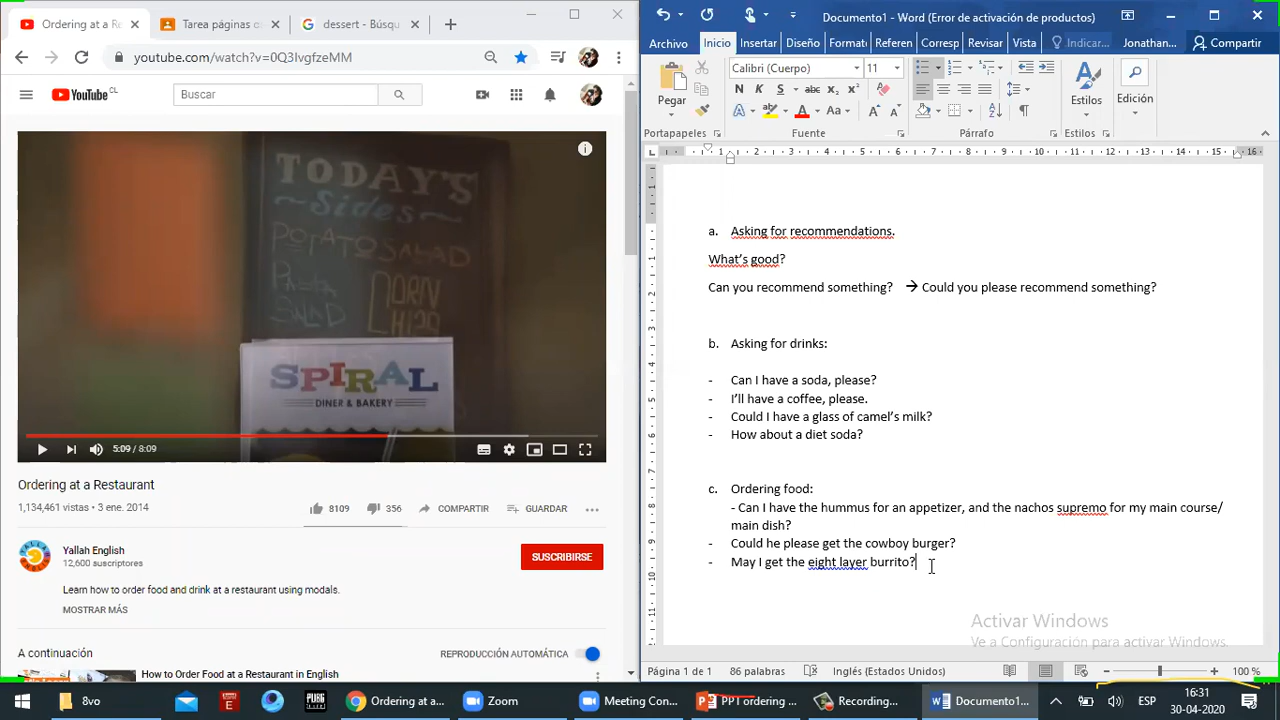 Ordering at a R
Tarea páginas d
dessert - Búsqu
Documento1 - Word (Error de activación de productos)
youtube.com/watch?v=0Q3IvgfzeMM
Archivo Inicio Insertar Diseño Formato Referen Corresp Revisar Vista Indicar... Jonathan... Compartir
YouTube CL
Buscar
Calibri (Cuerpo) 11
Pegar
N K S abc x₂ x²
Estilos Edición
Portapapeles Fuente Párrafo Estilos
TODAY'S
~Sides~
POTATO SALAD
PASTA SALAD
CORN CHIPS
SPIRAL
DINER & BAKERY
5:09 / 8:09
Ordering at a Restaurant
1,134,461 vistas • 3 ene. 2014
8109 356 COMPARTIR GUARDAR
Yallah English
12,600 suscriptores
SUSCRIBIRSE
Learn how to order food and drink at a restaurant using modals.
MOSTRAR MÁS
A continuación
REPRODUCCIÓN AUTOMÁTICA
How to Order Food at a Restaurant in English
a. Asking for recommendations.
What's good?
Can you recommend something? → Could you please recommend something?
b. Asking for drinks:
- Can I have a soda, please?
- I'll have a coffee, please.
- Could I have a glass of camel's milk?
- How about a diet soda?
c. Ordering food:
- Can I have the hummus for an appetizer, and the nachos supremo for my main course/
main dish?
- Could he please get the cowboy burger?
- May I get the eight layer burrito?
Activar Windows
Ve a Configuración para activar Windows.
Página 1 de 1 86 palabras Inglés (Estados Unidos) 100 %
8vo
Ordering at a...
Zoom
Meeting Con...
PPT ordering ...
Recording...
Documento1...
ESP
16:31
30-04-2020